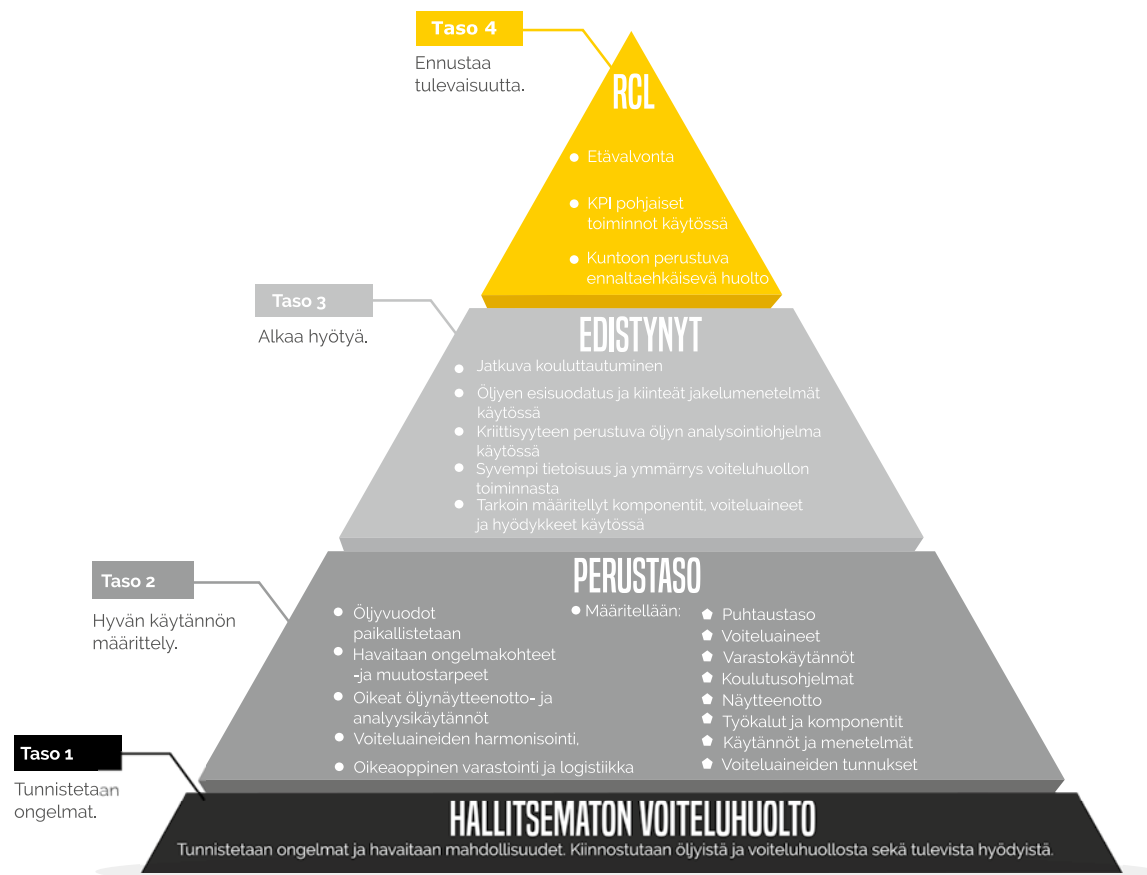 Taso 4
Ennustaa
tulevaisuutta.
RCL
Etävalvonta
KPI pohjaiset
toiminnot käytössä
Kuntoon perustuva
ennaltaehkäisevä huolto
Taso 3
Alkaa hyötyä.
EDISTYNYT
Jatkuva kouluttautuminen
Öljyen esisuodatus ja kiinteät jakelumenetelmät
käytössä
Kriittisyyteen perustuva öljyn analysointiohjelma
käytössä
Syvempi tietoisuus ja ymmärrys voiteluhuollon
toiminnasta
Tarkoin määritellyt komponentit, voiteluaineet
ja hyödykkeet käytössä
Taso 2
Hyvän käytännön
määrittely.
PERUSTASO
Öljyvuodot
paikallistetaan
Havaitaan ongelmakohteet
-ja muutostarpeet
Oikeat öljynäytteenotto- ja
analyysikäytännöt
Voiteluaineiden harmonisointi,
Oikeaoppinen varastointi ja logistiikka
Määritellään:
Puhtaustaso
Voiteluaineet
Varastokäytännöt
Koulutusohjelmat
Näytteenotto
Työkalut ja komponentit
Käytännöt ja menetelmät
Voiteluaineiden tunnukset
Taso 1
Tunnistetaan
ongelmat.
HALLITSEMATON VOITELUHUOLTO
Tunnistetaan ongelmat ja havaitaan mahdollisuudet. Kiinnostutaan öljyistä ja voiteluhuollosta sekä tulevista hyödyistä.